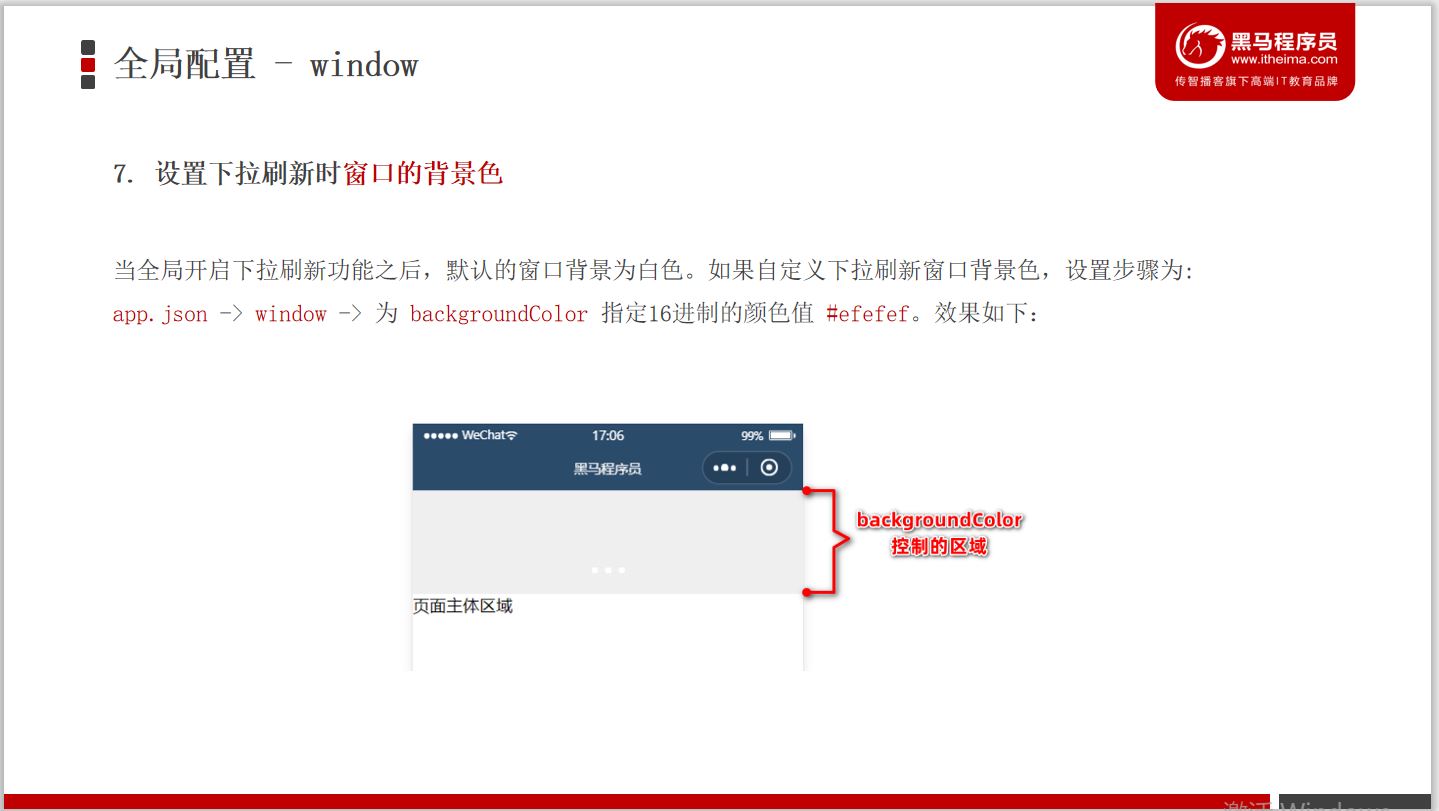 全局配置 - window
黑马程序员
www.itheima.com
传智播客旗下高端IT教育品牌
7. 设置下拉刷新时窗口的背景色
当全局开启下拉刷新功能之后，默认的窗口背景为白色。如果自定义下拉刷新窗口背景色，设置步骤为:
app.json -> window -> 为 backgroundColor 指定16进制的颜色值 #efefef。效果如下：
WeChat 17:06 99%
黑马程序员
backgroundColor
控制的区域
页面主体区域